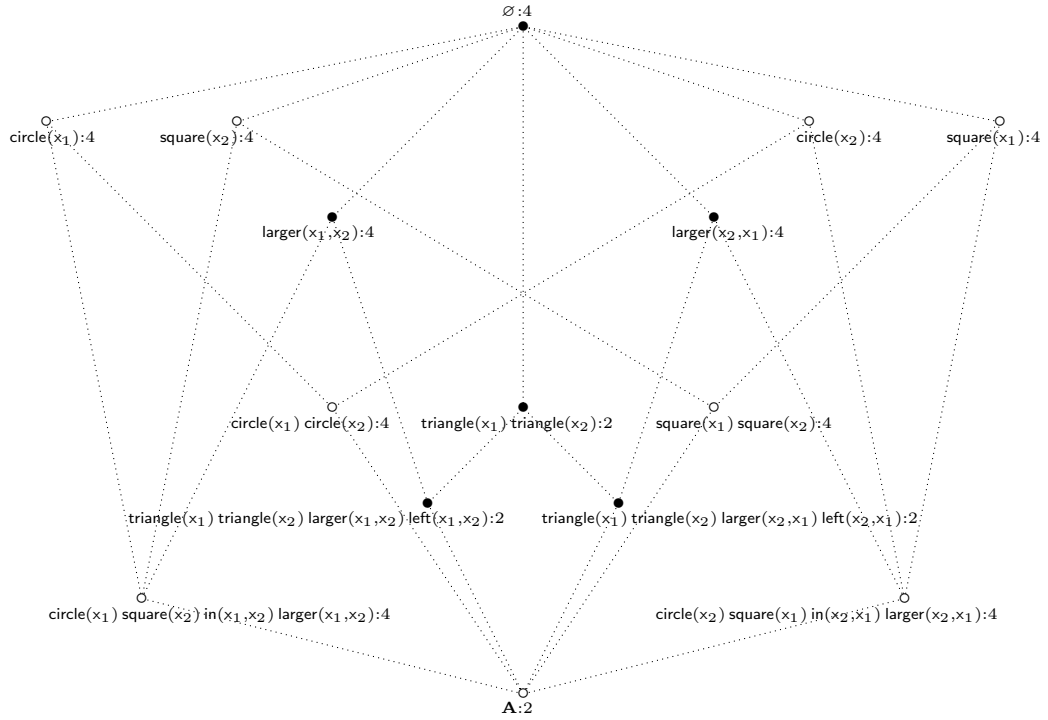 ∅:4
circle(x₁):4
square(x₂):4
circle(x₂):4
square(x₁):4
larger(x₁,x₂):4
larger(x₂,x₁):4
circle(x₁) circle(x₂):4
triangle(x₁) triangle(x₂):2
square(x₁) square(x₂):4
triangle(x₁) triangle(x₂) larger(x₁,x₂) left(x₁,x₂):2
triangle(x₁) triangle(x₂) larger(x₂,x₁) left(x₂,x₁):2
circle(x₁) square(x₂) in(x₁,x₂) larger(x₁,x₂):4
circle(x₂) square(x₁) in(x₂,x₁) larger(x₂,x₁):4
A:2